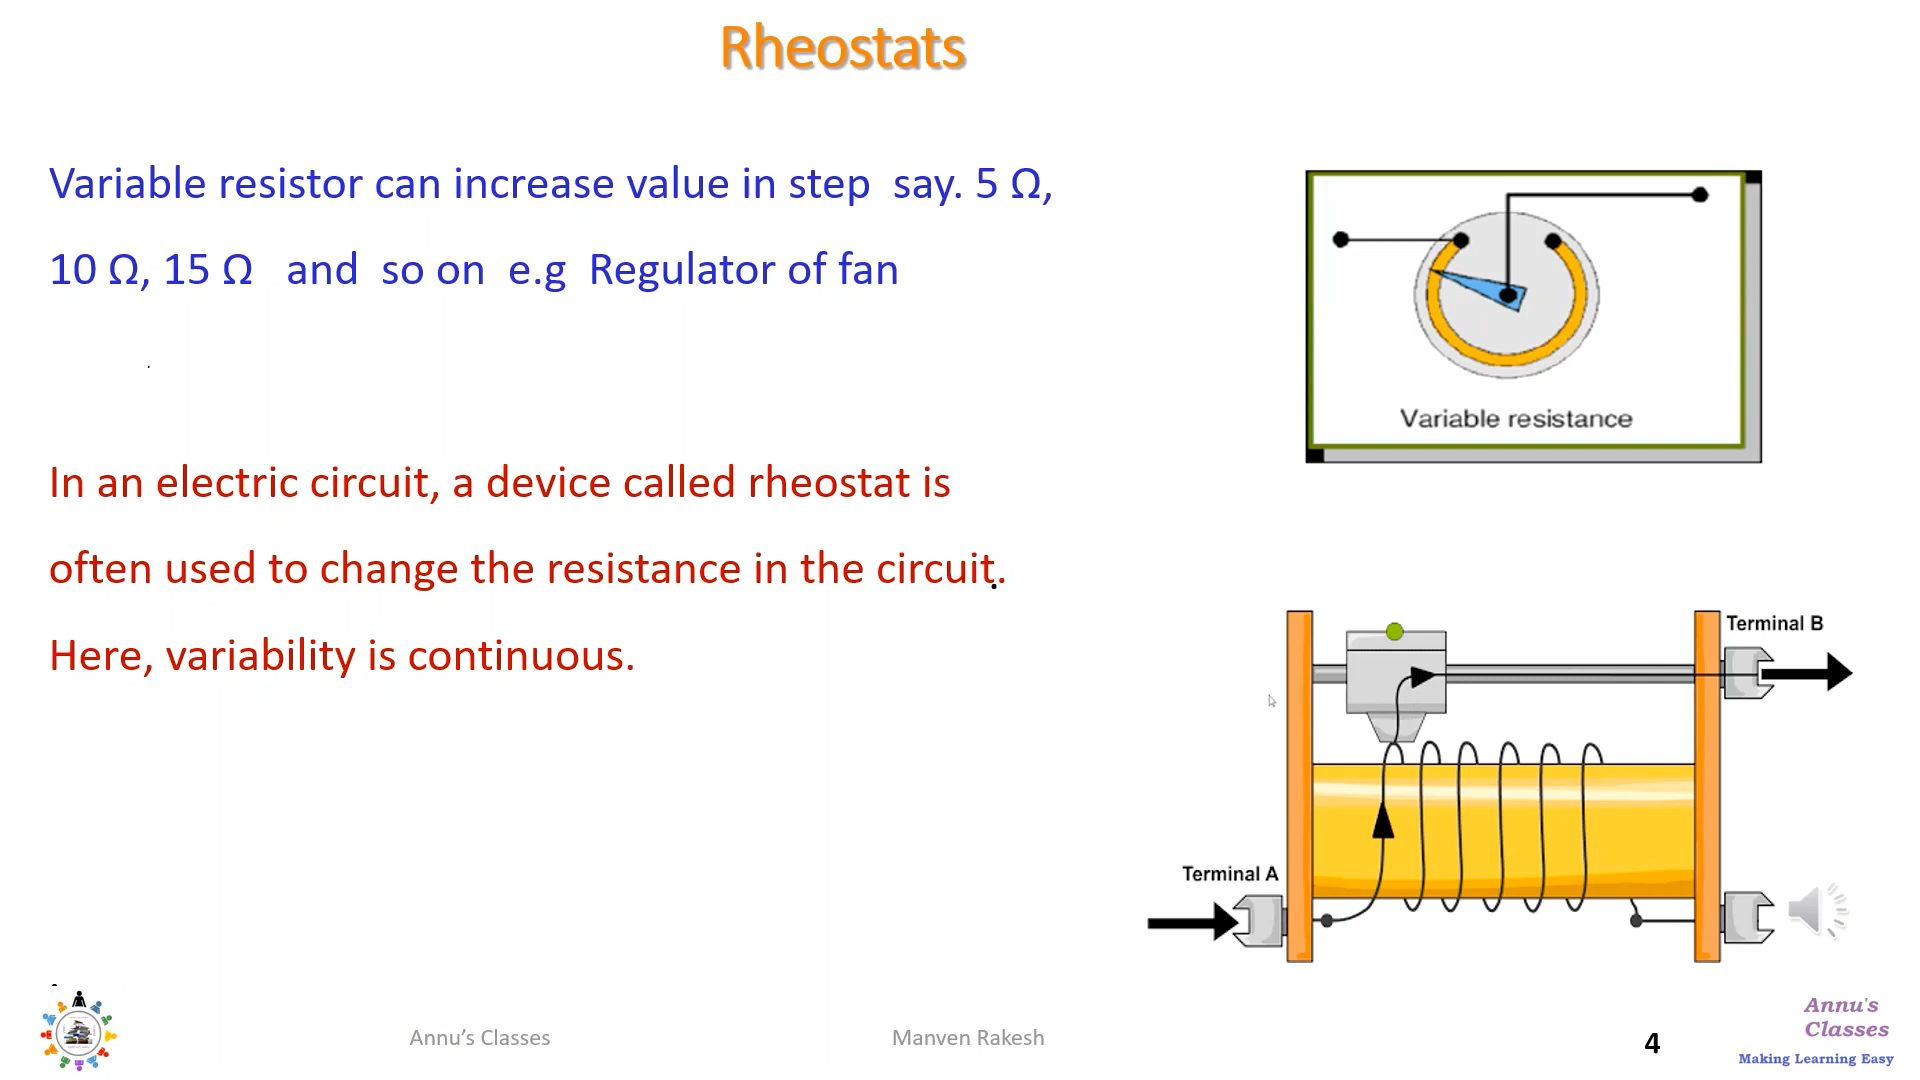 Rheostats
Variable resistor can increase value in step say. 5 Ω,
10 Ω, 15 Ω and so on e.g Regulator of fan
Variable resistance
In an electric circuit, a device called rheostat is
often used to change the resistance in the circuit.
Here, variability is continuous.
Terminal B
Terminal A
Annu's Classes
Manven Rakesh
4
Annu's
Classes
Making Learning Easy